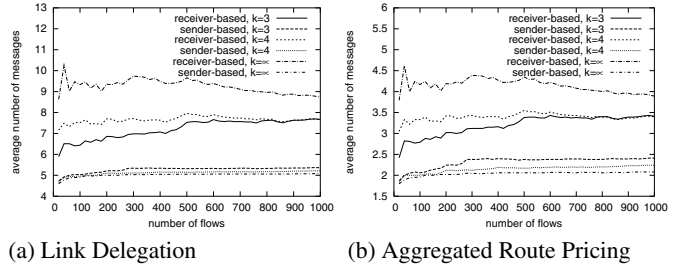 average number of messages
13
12
11
10
9
8
7
6
5
4
receiver-based, k=3
sender-based, k=3
receiver-based, k=4
sender-based, k=4
receiver-based, k=∞
sender-based, k=∞
0 100 200 300 400 500 600 700 800 900 1000
number of flows
(a) Link Delegation
average number of messages
6
5.5
5
4.5
4
3.5
3
2.5
2
1.5
receiver-based, k=3
sender-based, k=3
receiver-based, k=4
sender-based, k=4
receiver-based, k=∞
sender-based, k=∞
0 100 200 300 400 500 600 700 800 900 1000
number of flows
(b) Aggregated Route Pricing